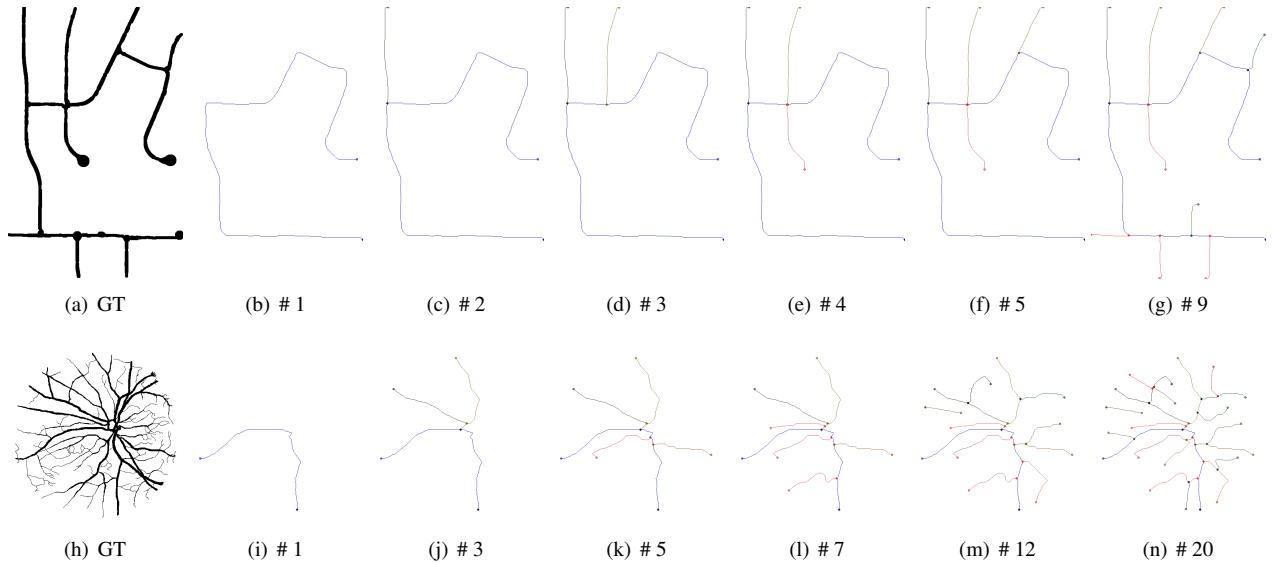 (a) GT (b) # 1 (c) # 2 (d) # 3 (e) # 4 (f) # 5 (g) # 9
(h) GT (i) # 1 (j) # 3 (k) # 5 (l) # 7 (m) # 12 (n) # 20